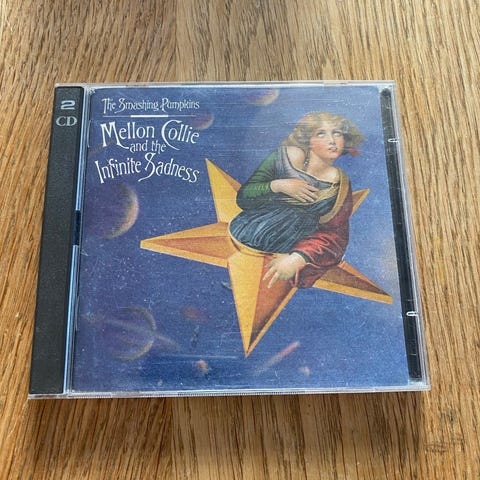 2
CD
The Smashing Pumpkins
Mellon Collie
and the
Infinite Sadness